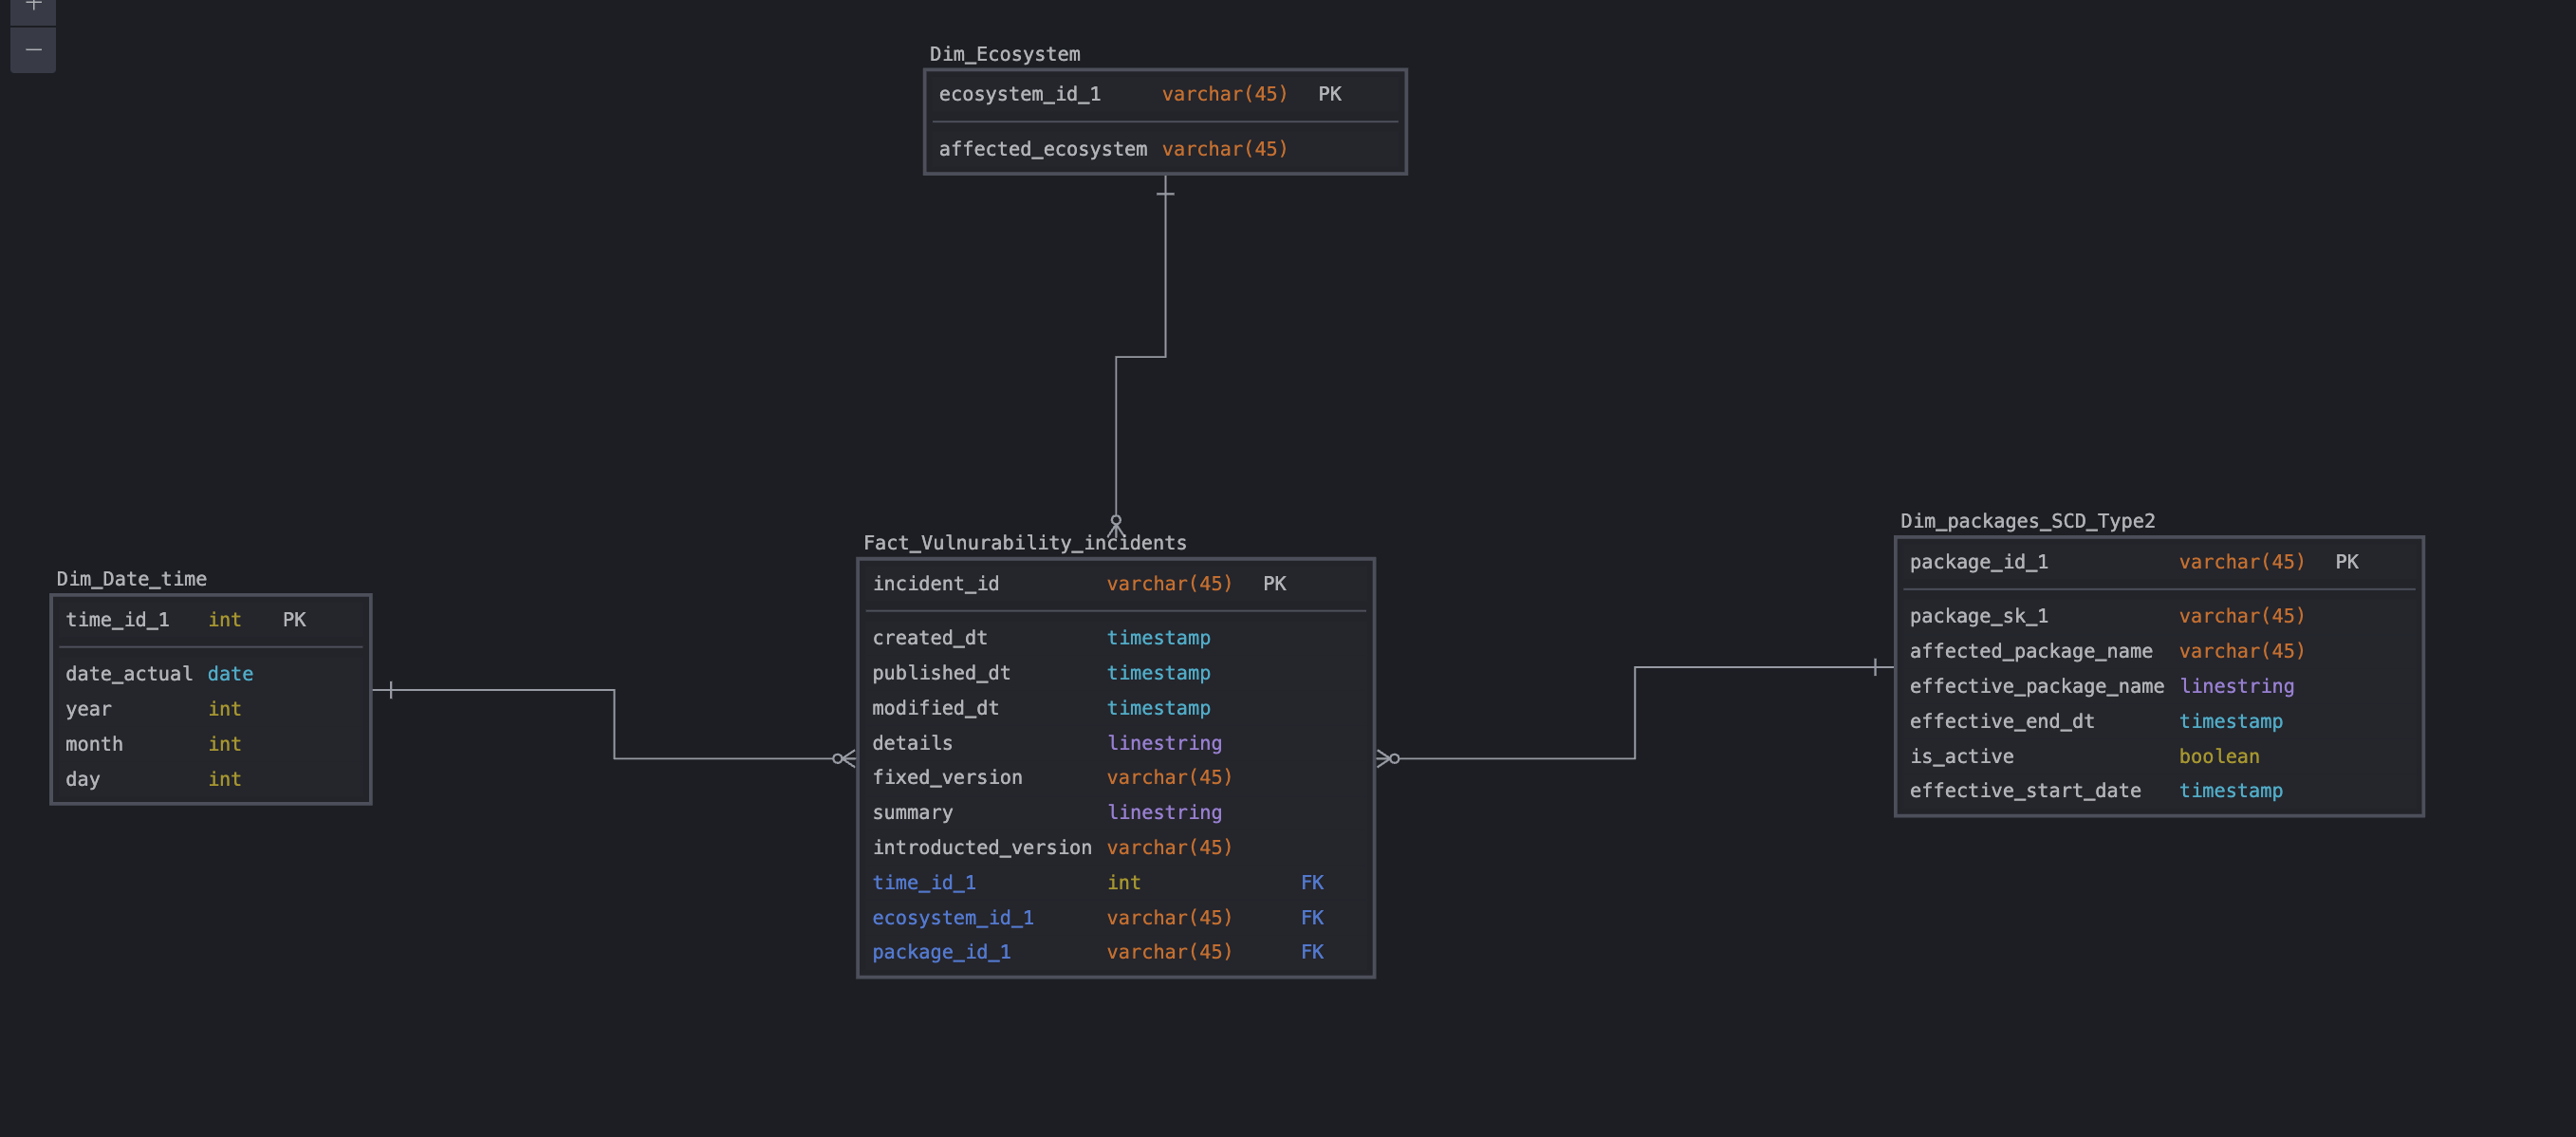 Dim_Ecosystem
ecosystem_id_1 varchar(45) PK
affected_ecosystem varchar(45)
Dim_Date_time
time_id_1 int PK
date_actual date
year int
month int
day int
Fact_Vulnurability_incidents
incident_id varchar(45) PK
created_dt timestamp
published_dt timestamp
modified_dt timestamp
details linestring
fixed_version varchar(45)
summary linestring
introducted_version varchar(45)
time_id_1 int FK
ecosystem_id_1 varchar(45) FK
package_id_1 varchar(45) FK
Dim_packages_SCD_Type2
package_id_1 varchar(45) PK
package_sk_1 varchar(45)
affected_package_name varchar(45)
effective_package_name linestring
effective_end_dt timestamp
is_active boolean
effective_start_date timestamp